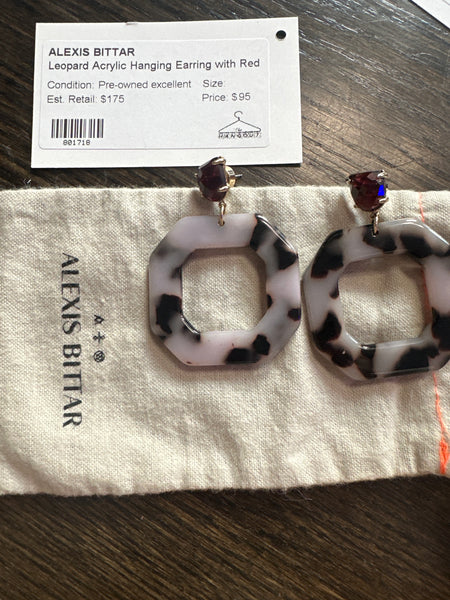 ALEXIS BITTAR
Leopard Acrylic Hanging Earring with Red
Condition: Pre-owned excellent Size:
Est. Retail: $175 Price: $95
801718
ALEXIS BITTAR